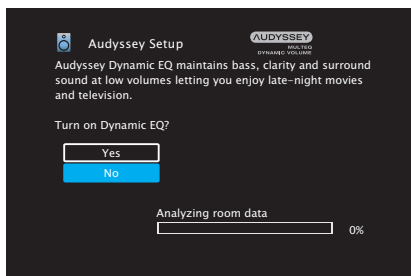 Audyssey Setup
AUDYSSEY
MULTEQ
DYNAMIC VOLUME
Audyssey Dynamic EQ maintains bass, clarity and surround
sound at low volumes letting you enjoy late-night movies
and television.
Turn on Dynamic EQ?
Yes
No
Analyzing room data
0%